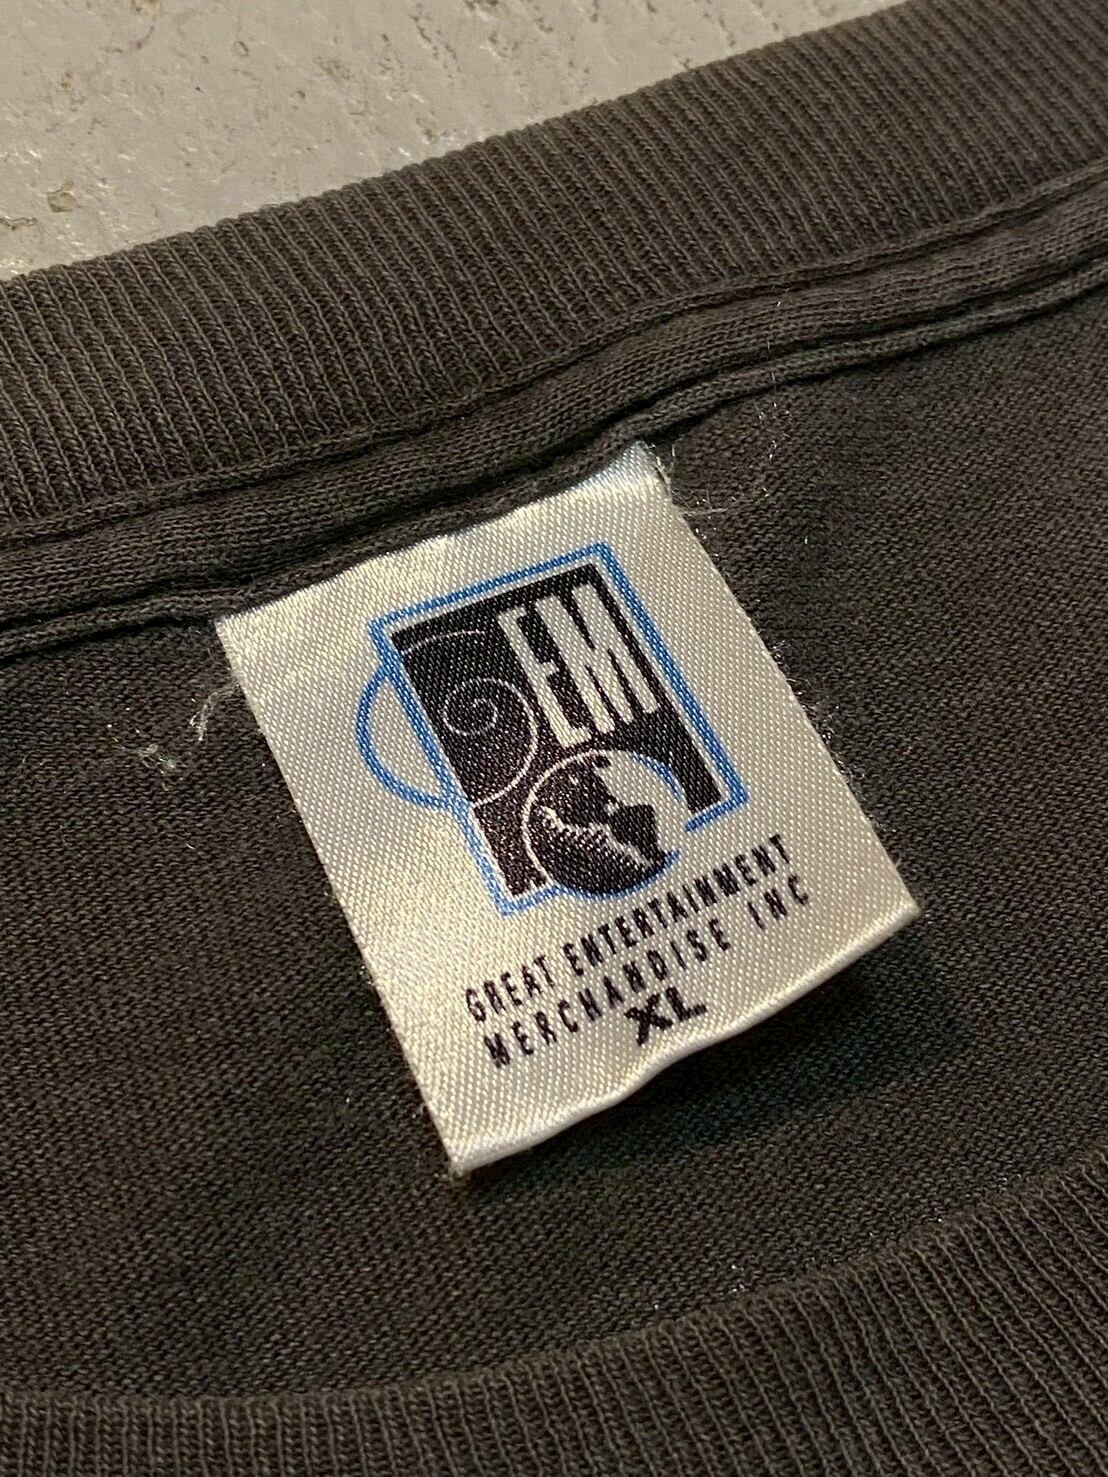 GEM
GREAT ENTERTAINMENT
MERCHANDISE INC
XL